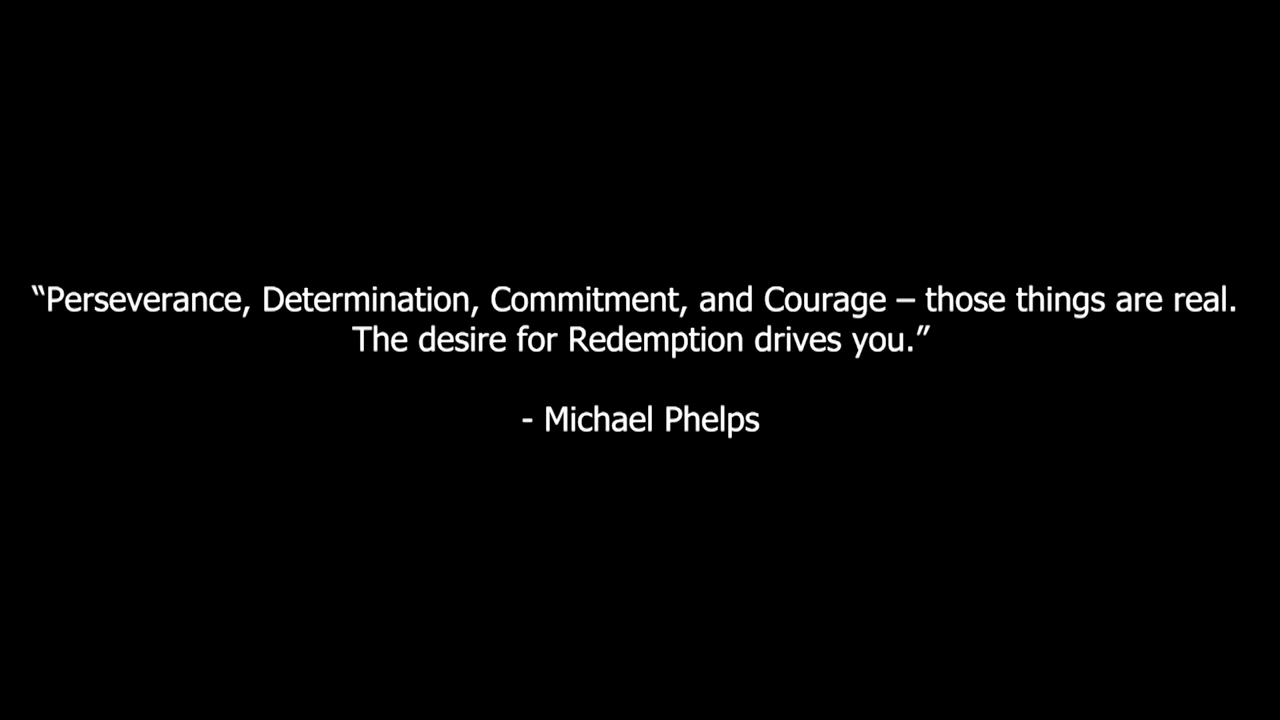 “Perseverance, Determination, Commitment, and Courage – those things are real.
The desire for Redemption drives you.”
- Michael Phelps